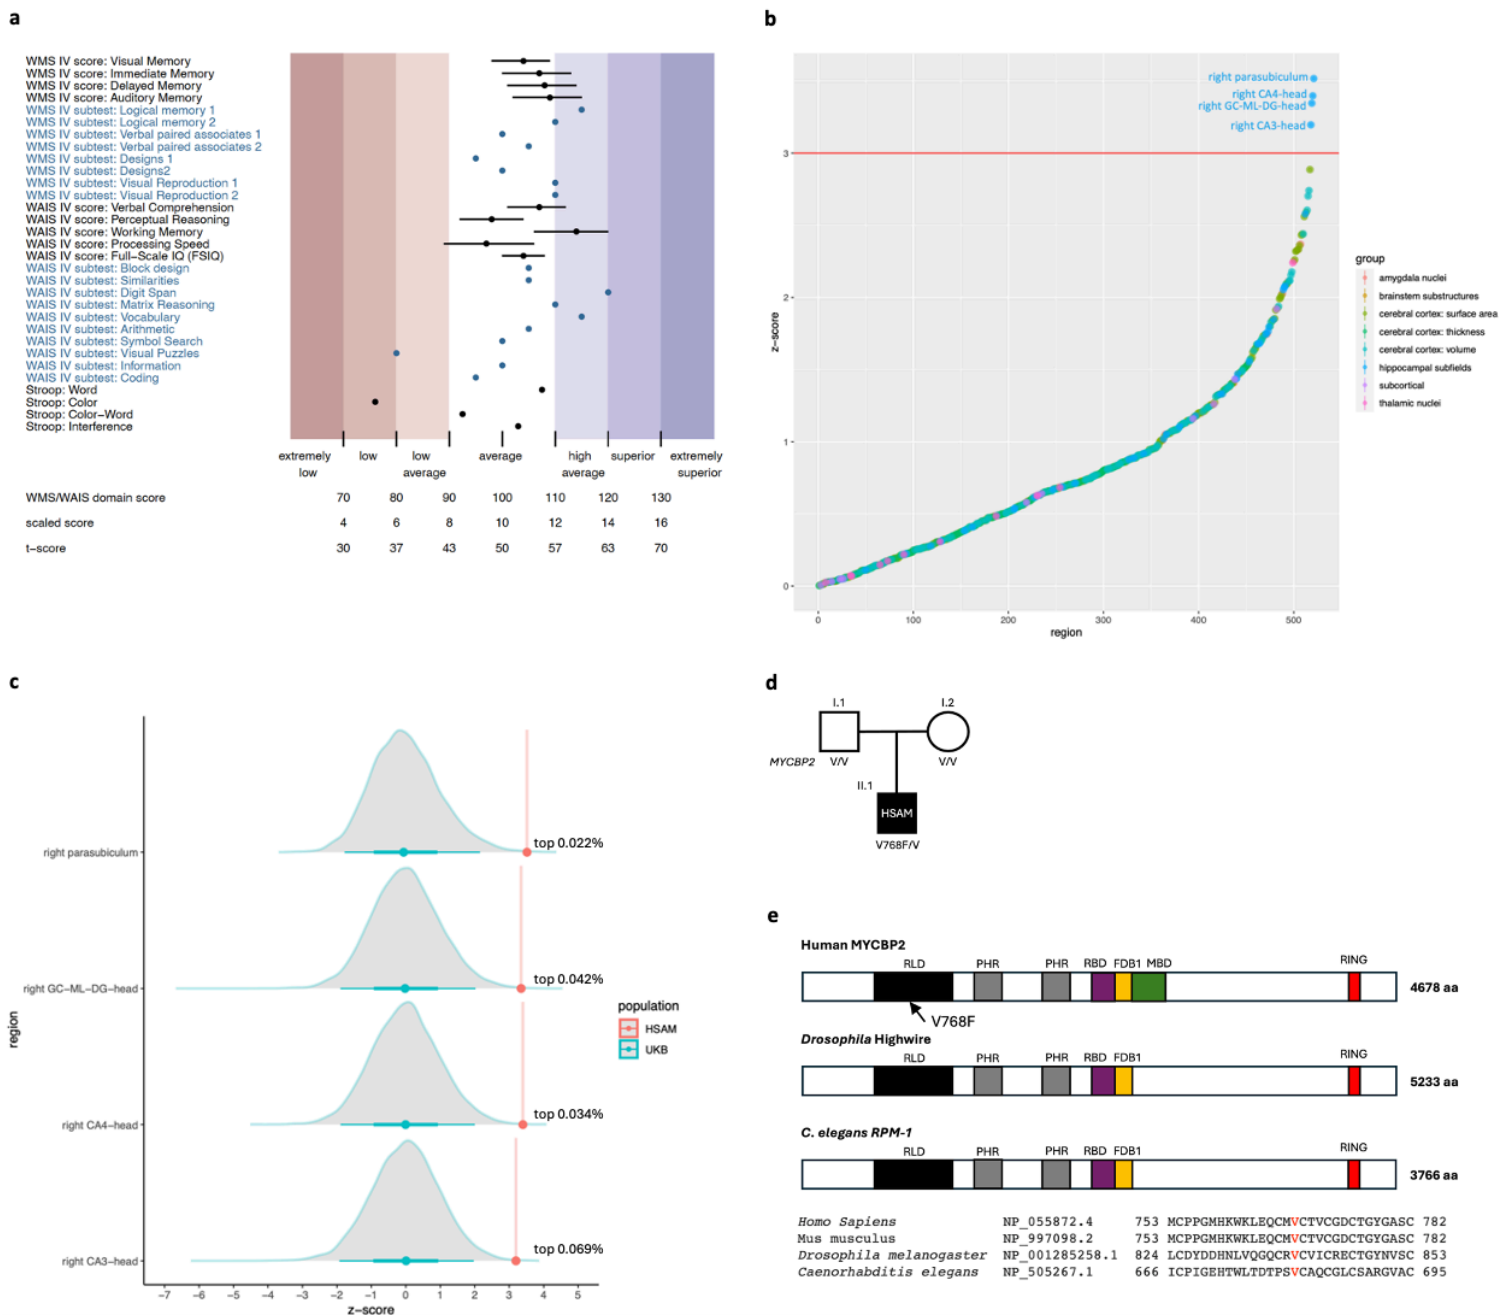 a
WMS IV score: Visual Memory
WMS IV score: Immediate Memory
WMS IV score: Delayed Memory
WMS IV score: Auditory Memory
WMS IV subtest: Logical memory 1
WMS IV subtest: Logical memory 2
WMS IV subtest: Verbal paired associates 1
WMS IV subtest: Verbal paired associates 2
WMS IV subtest: Designs 1
WMS IV subtest: Designs2
WMS IV subtest: Visual Reproduction 1
WMS IV subtest: Visual Reproduction 2
WAIS IV score: Verbal Comprehension
WAIS IV score: Perceptual Reasoning
WAIS IV score: Working Memory
WAIS IV score: Processing Speed
WAIS IV score: Full-Scale IQ (FSIQ)
WAIS IV subtest: Block design
WAIS IV subtest: Similarities
WAIS IV subtest: Digit Span
WAIS IV subtest: Matrix Reasoning
WAIS IV subtest: Vocabulary
WAIS IV subtest: Arithmetic
WAIS IV subtest: Symbol Search
WAIS IV subtest: Visual Puzzles
WAIS IV subtest: Information
WAIS IV subtest: Coding
Stroop: Word
Stroop: Color
Stroop: Color-Word
Stroop: Interference
extremely low low low average average high average superior extremely superior
WMS/WAIS domain score 70 80 90 100 110 120 130
scaled score 4 6 8 10 12 14 16
t-score 30 37 43 50 57 63 70
b
right parasubiculum
right CA4-head
right GC-ML-DG-head
right CA3-head
3
2
1
0
z-score
0 100 200 300 400 500
region
group
amygdala nuclei
brainstem substructures
cerebral cortex: surface area
cerebral cortex: thickness
cerebral cortex: volume
hippocampal subfields
subcortical
thalamic nuclei
c
right parasubiculum
top 0.022%
right GC-ML-DG-head
top 0.042%
right CA4-head
top 0.034%
right CA3-head
top 0.069%
region
-7 -6 -5 -4 -3 -2 -1 0 1 2 3 4 5
z-score
population
HSAM
UKB
d
I.1 I.2
MYCBP2 V/V V/V
II.1
HSAM
V768F/V
e
Human MYCBP2
RLD PHR PHR RBD FDB1 MBD RING
4678 aa
V768F
Drosophila Highwire
RLD PHR PHR RBD FDB1 RING
5233 aa
C. elegans RPM-1
RLD PHR PHR RBD FDB1 RING
3766 aa
Homo Sapiens NP_055872.4 753 MCPPGMHKWKLEQCMVCTVCGDCTGYGASC 782
Mus musculus NP_997098.2 753 MCPPGMHKWKLEQCMVCTVCGDCTGYGASC 782
Drosophila melanogaster NP_001285258.1 824 LCDYDDHNLVQGQCRVCVICRECTGYNVSC 853
Caenorhabditis elegans NP_505267.1 666 ICPIGEHTWLTDTPSVCAQCGLCSARGVAC 695